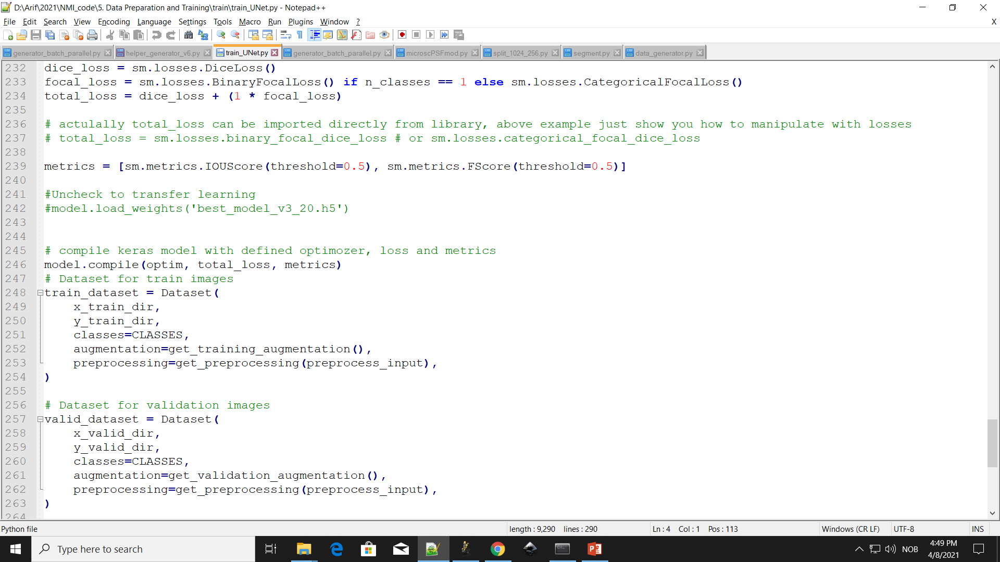 D:\Arif\2021\NMI_code\5. Data Preparation and Training\train\train_UNet.py - Notepad++
File Edit Search View Encoding Language Settings Tools Macro Run Plugins Window ? X
generator_batch_parallel.py helper_generator_v6.py train_UNet.py generator_batch_parallel.py microscPSFmod.py split_1024_256.py segment.py data_generator.py
232 dice_loss = sm.losses.DiceLoss()
233 focal_loss = sm.losses.BinaryFocalLoss() if n_classes == 1 else sm.losses.CategoricalFocalLoss()
234 total_loss = dice_loss + (1 * focal_loss)
235
236 # actulally total_loss can be imported directly from library, above example just show you how to manipulate with losses
237 # total_loss = sm.losses.binary_focal_dice_loss # or sm.losses.categorical_focal_dice_loss
238
239 metrics = [sm.metrics.IOUScore(threshold=0.5), sm.metrics.FScore(threshold=0.5)]
240
241 #Uncheck to transfer learning
242 #model.load_weights('best_model_v3_20.h5')
243
244
245 # compile keras model with defined optimozer, loss and metrics
246 model.compile(optim, total_loss, metrics)
247 # Dataset for train images
248 train_dataset = Dataset(
249 x_train_dir,
250 y_train_dir,
251 classes=CLASSES,
252 augmentation=get_training_augmentation(),
253 preprocessing=get_preprocessing(preprocess_input),
254 )
255
256 # Dataset for validation images
257 valid_dataset = Dataset(
258 x_valid_dir,
259 y_valid_dir,
260 classes=CLASSES,
261 augmentation=get_validation_augmentation(),
262 preprocessing=get_preprocessing(preprocess_input),
263 )
264
Python file length : 9,290 lines : 290 Ln : 4 Col : 1 Pos : 113 Windows (CR LF) UTF-8 INS
Type here to search NOB 4:49 PM
4/8/2021